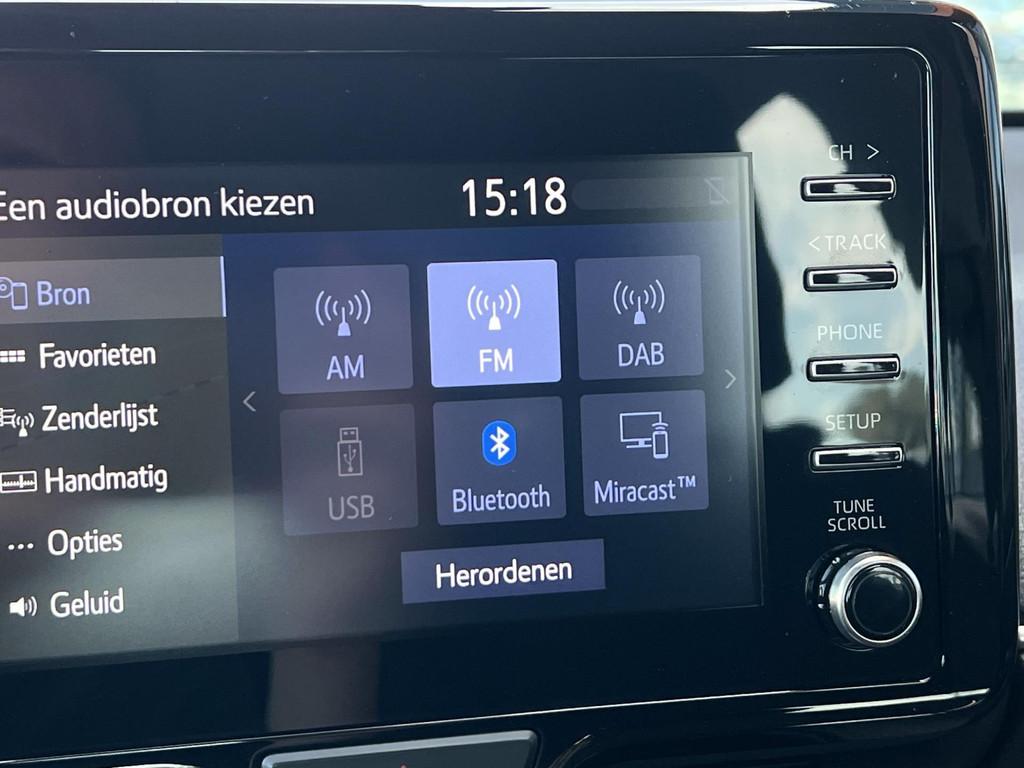 Een audiobron kiezen 15:18
Bron
Favorieten
Zenderlijst
Handmatig
Opties
Geluid
AM
FM
DAB
USB
Bluetooth
Miracast™
Herordenen
CH >
< TRACK
PHONE
SETUP
TUNE
SCROLL